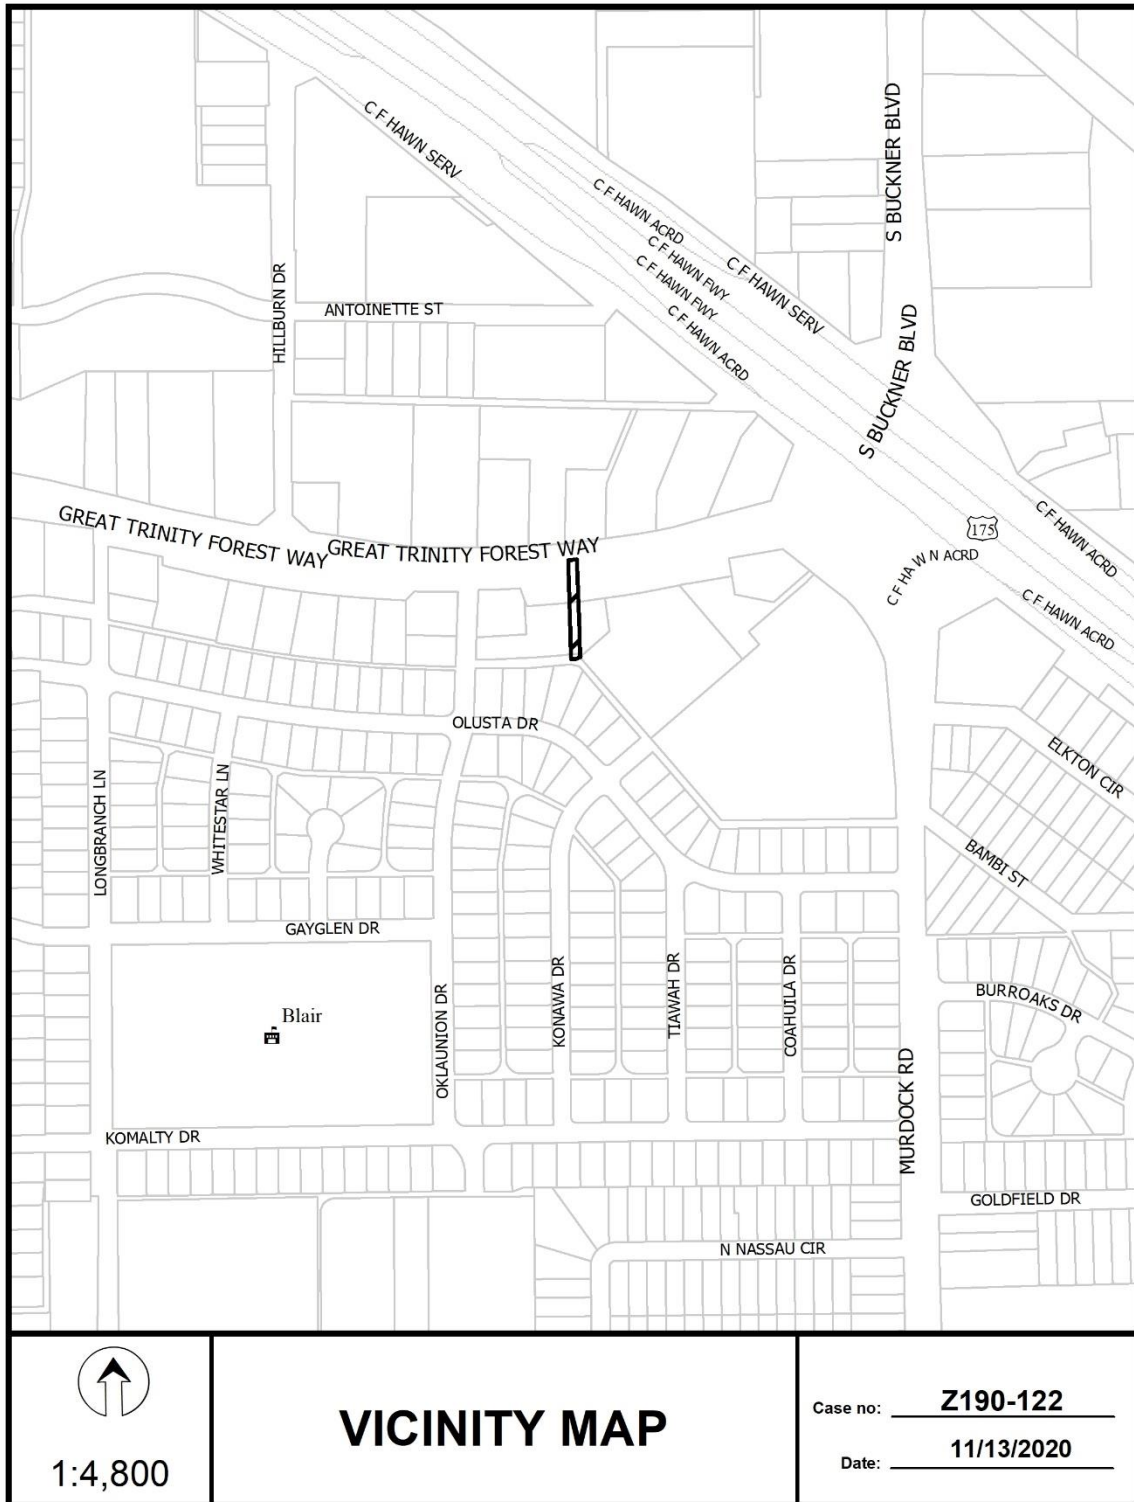 S BUCKNER BLVD
C F HAWN SERV
C F HAWN ACRD
C F HAWN FWY
C F HAWN FWY
C F HAWN SERV
C F HAWN ACRD
HILLBURN DR
ANTOINETTE ST
S BUCKNER BLVD
GREAT TRINITY FOREST WAY
GREAT TRINITY FOREST WAY
175
C F HAWN ACRD
C F HAWN ACRD
C F HAWN ACRD
OLUSTA DR
ELKTON CIR
LONGBRANCH LN
WHITESTAR LN
BAMBI ST
GAYGLEN DR
Blair
OKLAUNION DR
KONAWA DR
TIAWAH DR
COAHUILA DR
BURROAKS DR
MURDOCK RD
KOMALTY DR
GOLDFIELD DR
N NASSAU CIR
1:4,800
VICINITY MAP
Case no: Z190-122
Date: 11/13/2020